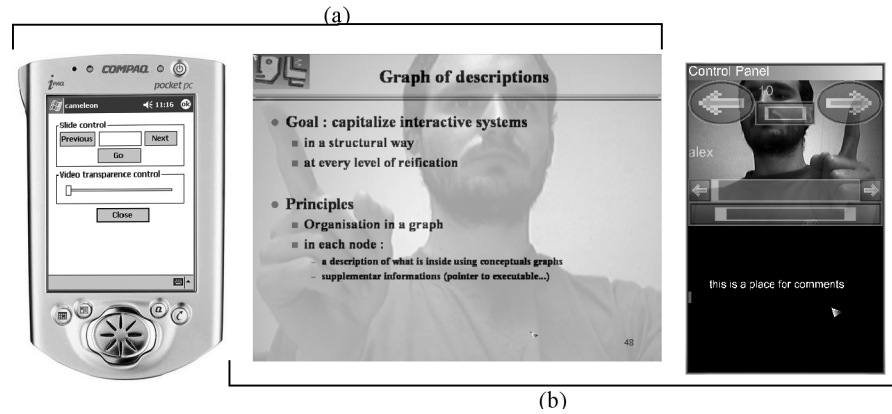 (a)
COMPAQ
iPAQ
pocket pc
cameleon 11:16 ok
Slide control
Previous Next
Go
Video transparence control
Close
Graph of descriptions
Goal : capitalize interactive systems
in a structural way
at every level of reification
Principles
Organisation in a graph
in each node :
– a description of what is inside using conceptuals graphs
– supplementar informations (pointer to executable...)
48
Control Panel
10
alex
this is a place for comments
(b)